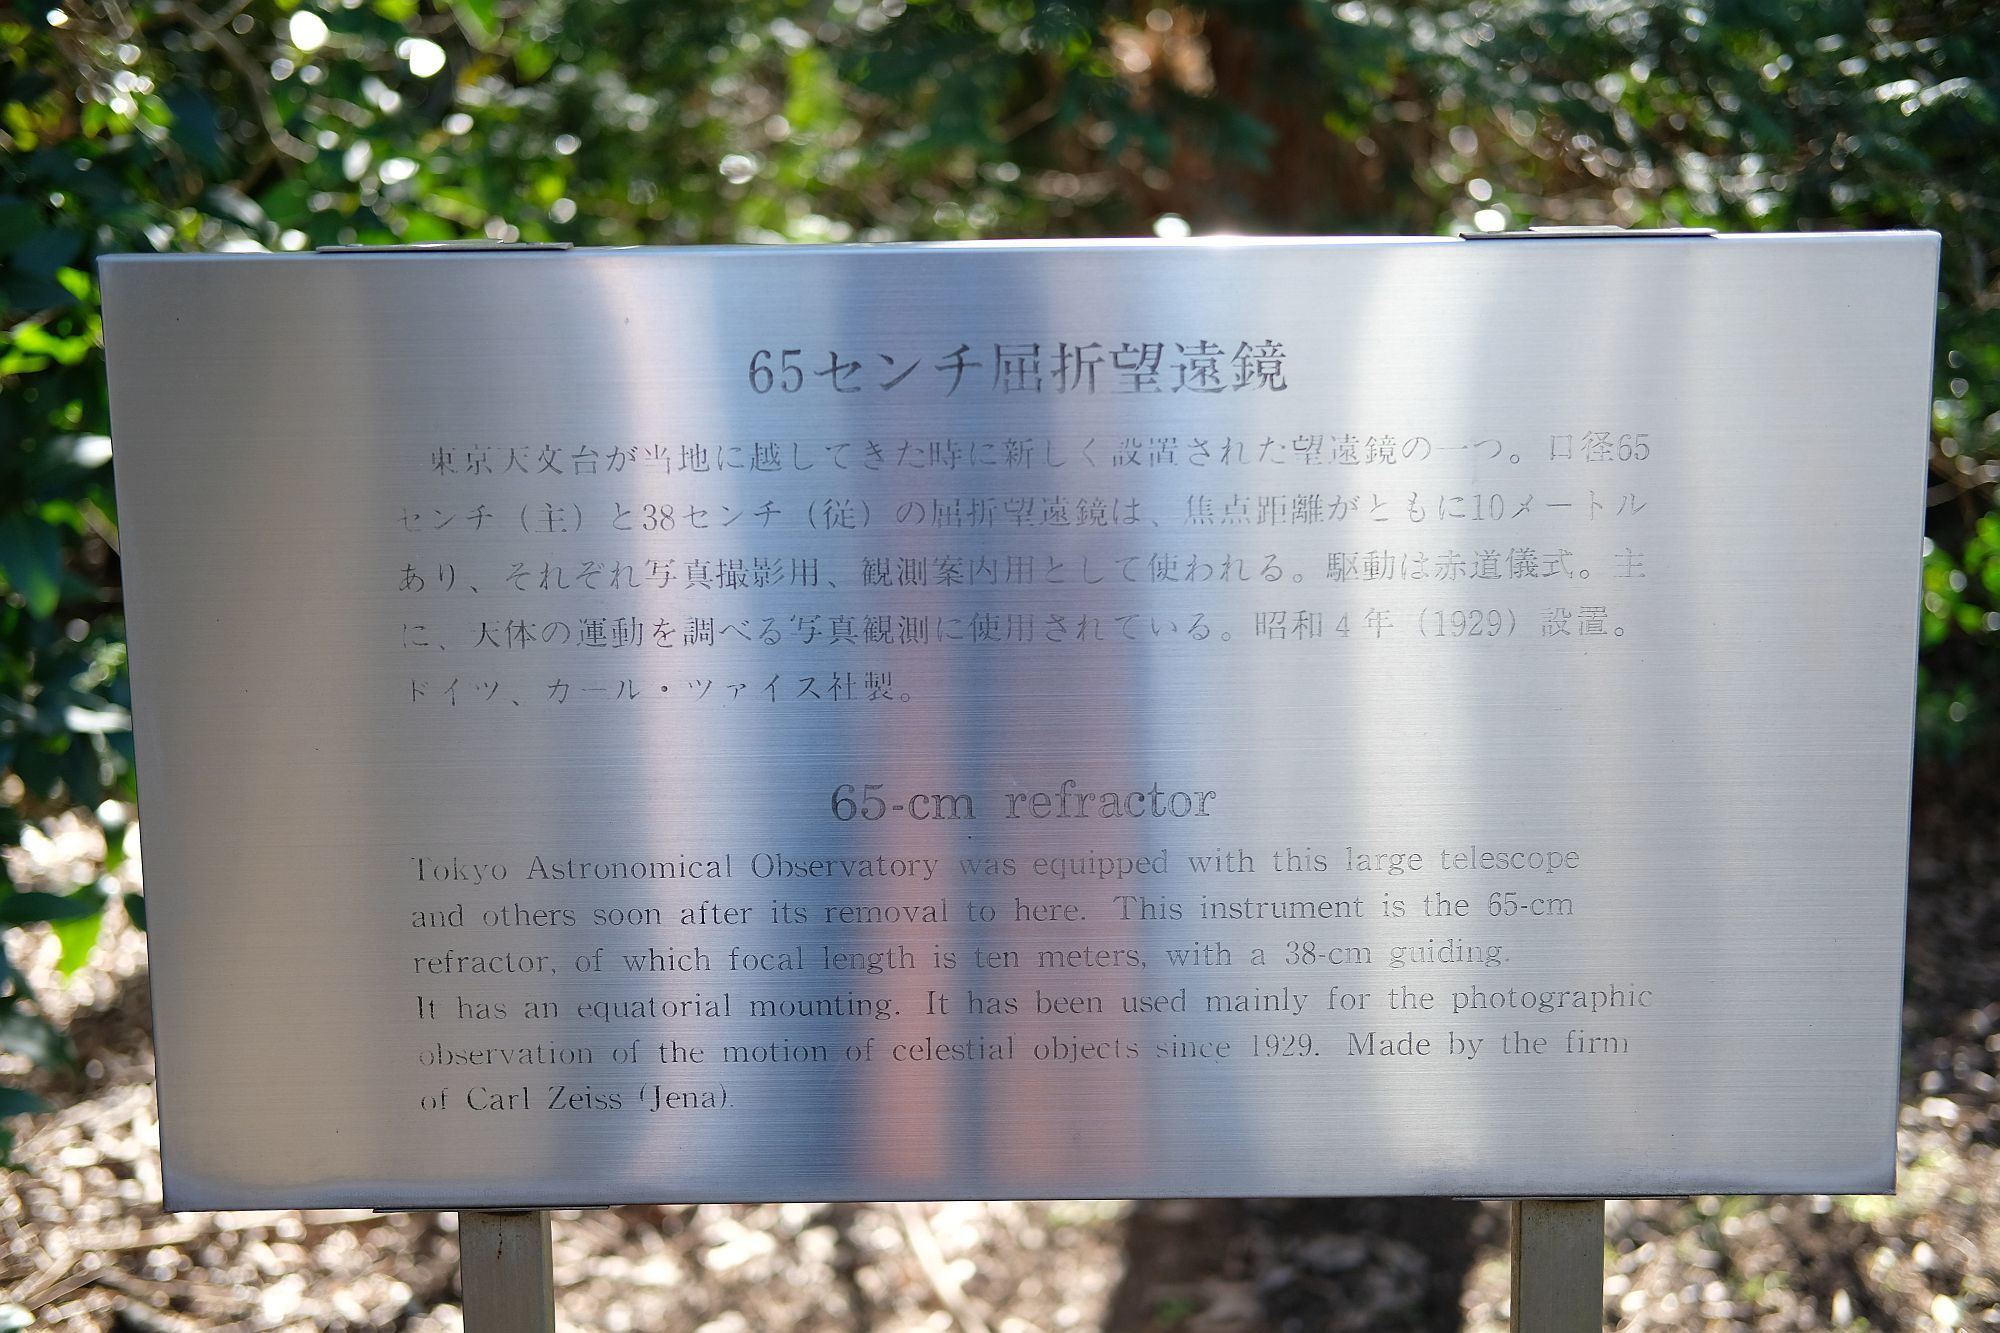 65センチ屈折望遠鏡
東京天文台が当地に越してきた時に新しく設置された望遠鏡の一つ。口径65
センチ（主）と38センチ（従）の屈折望遠鏡は、焦点距離がともに10メートル
あり、それぞれ写真撮影用、観測案内用として使われる。駆動は赤道儀式。主
に、天体の運動を調べる写真観測に使用されている。昭和4年（1929）設置。
ドイツ、カール・ツァイス社製。
65-cm refractor
Tokyo Astronomical Observatory was equipped with this large telescope
and others soon after its removal to here. This instrument is the 65-cm
refractor, of which focal length is ten meters, with a 38-cm guiding.
It has an equatorial mounting. It has been used mainly for the photographic
observation of the motion of celestial objects since 1929. Made by the firm
of Carl Zeiss (Jena).